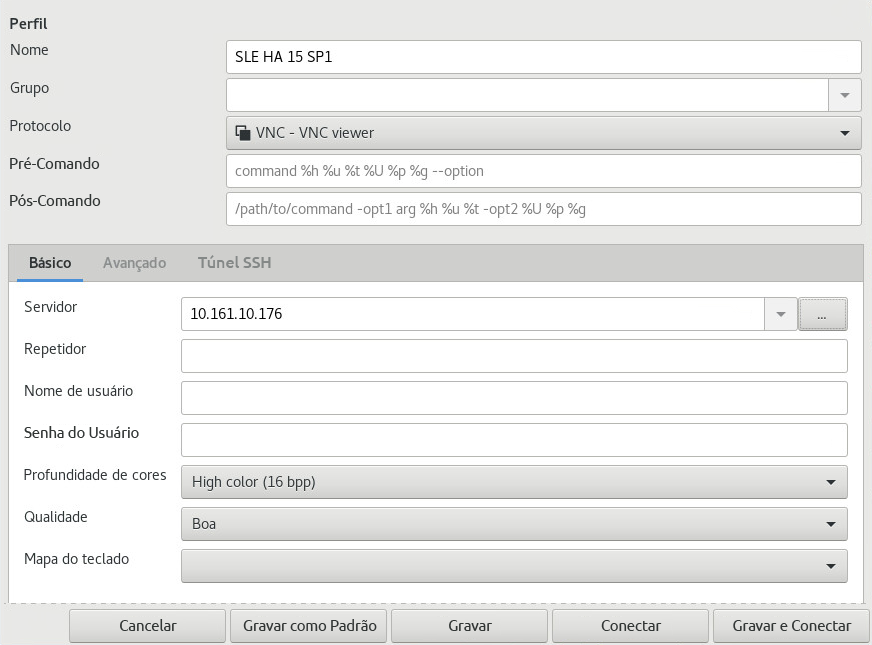 Perfil
Nome
SLE HA 15 SP1
Grupo
Protocolo
VNC - VNC viewer
Pré-Comando
command %h %u %t %U %p %g --option
Pós-Comando
/path/to/command -opt1 arg %h %u %t -opt2 %U %p %g
Básico Avançado Túnel SSH
Servidor
10.161.10.176
...
Repetidor
Nome de usuário
Senha do Usuário
Profundidade de cores
High color (16 bpp)
Qualidade
Boa
Mapa do teclado
Cancelar Gravar como Padrão Gravar Conectar Gravar e Conectar